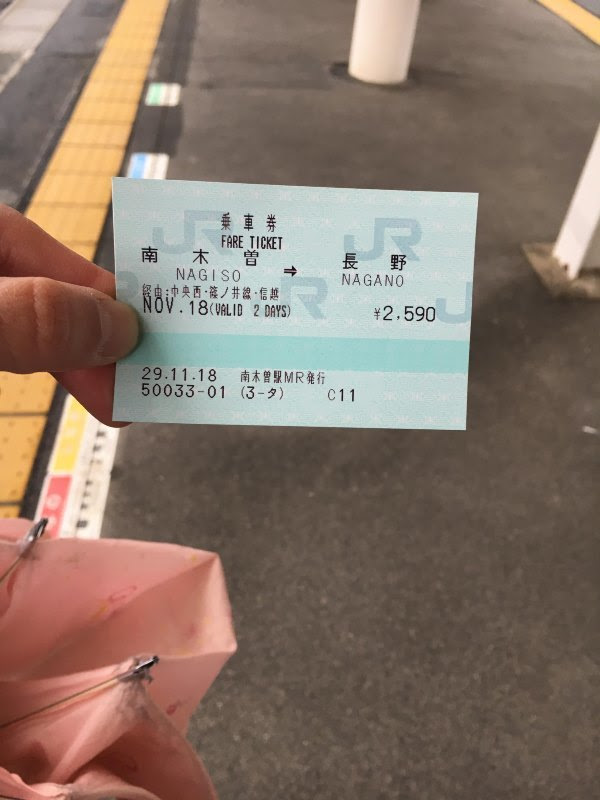 乗車券
FARE TICKET
南木曽 ➡ 長野
NAGISO NAGANO
経由:中央西・篠ノ井線・信越
NOV.18(VALID 2 DAYS) ¥2,590
29.11.18 南木曽駅MR発行
50033-01 (3-タ) C11